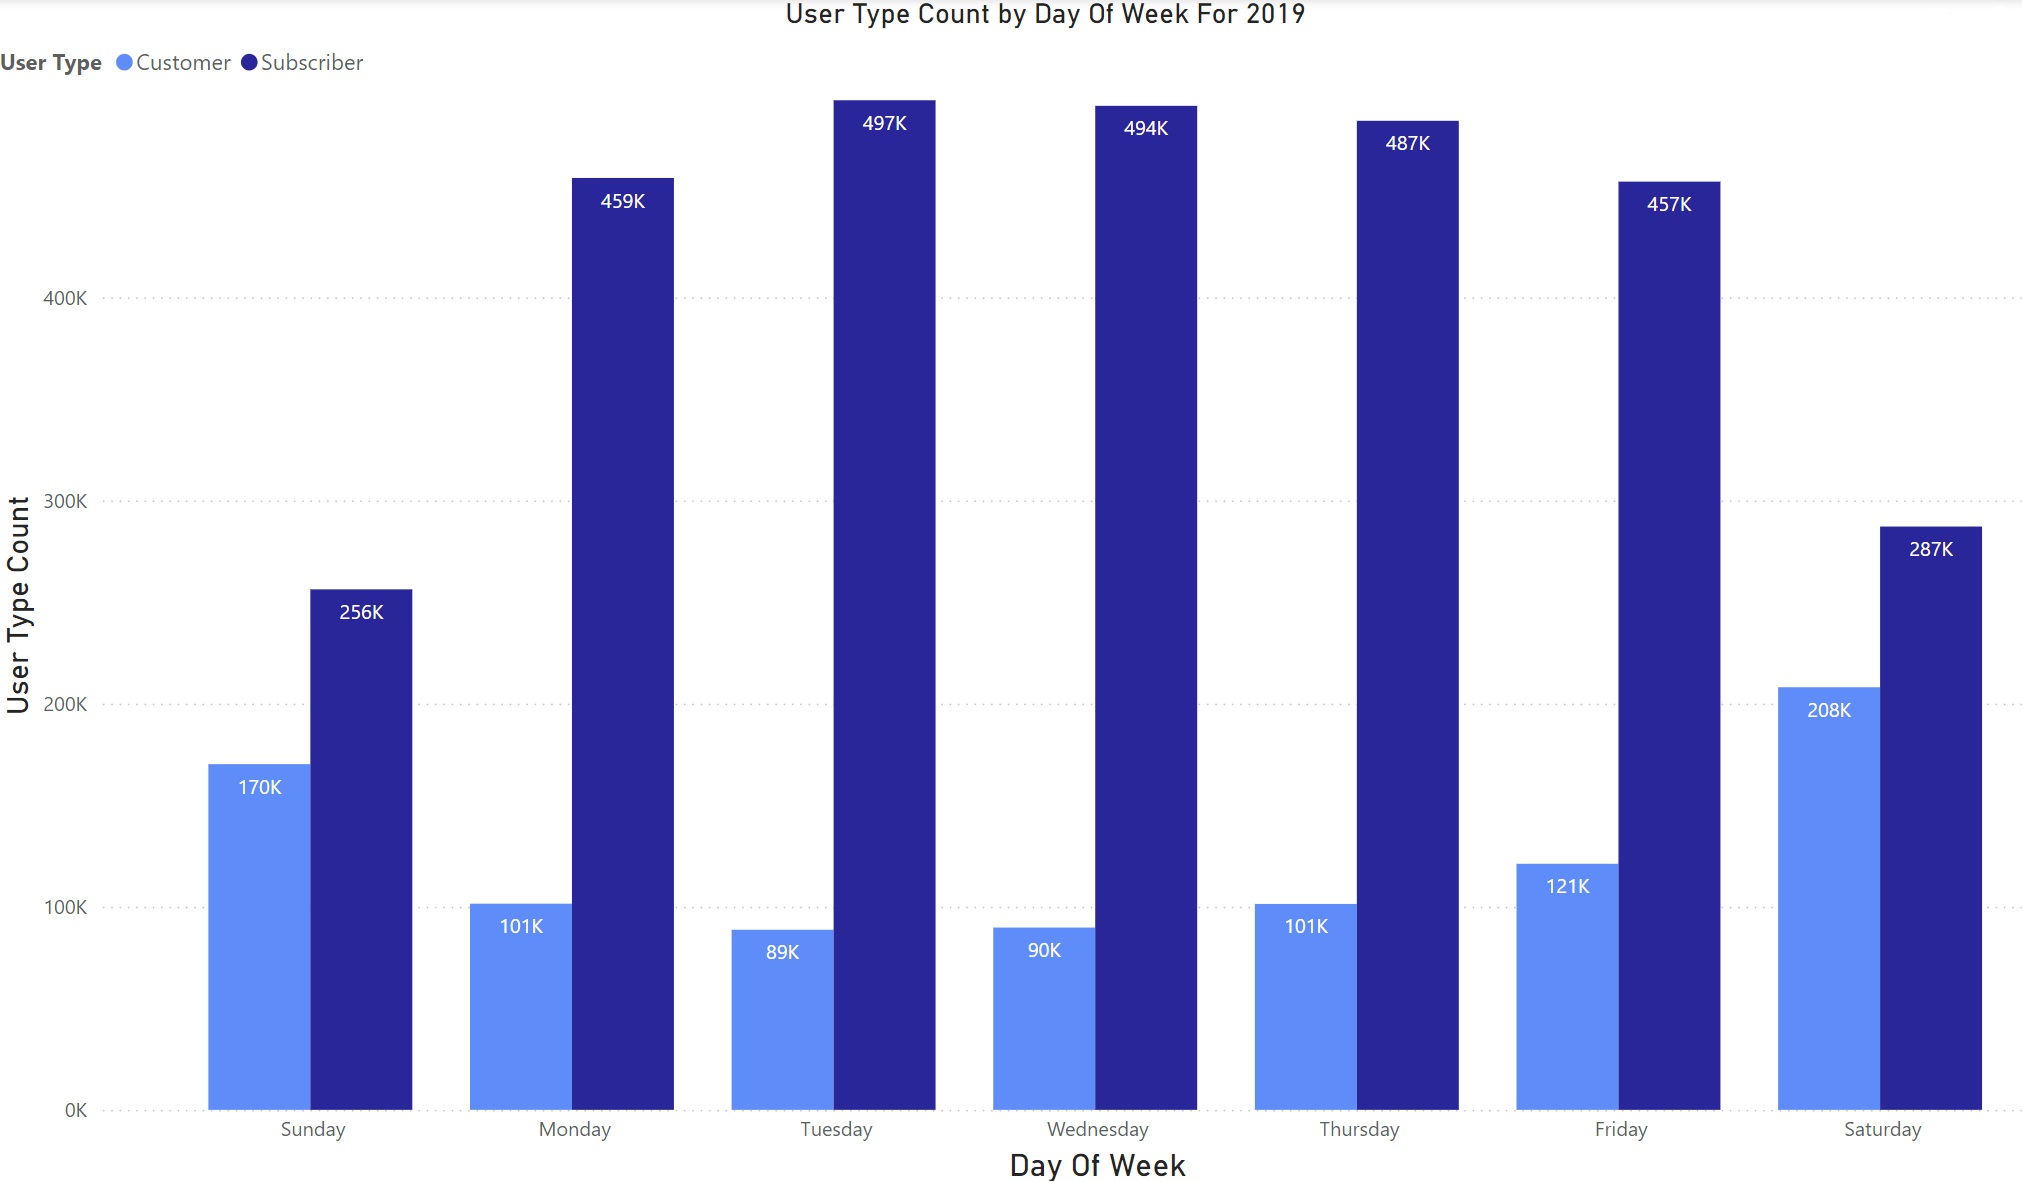 User Type Count by Day Of Week For 2019
User Type Customer Subscriber
497K
494K
487K
459K
457K
400K
300K
287K
256K
208K
200K
170K
121K
101K
101K
100K
90K
89K
0K
User Type Count
Sunday Monday Tuesday Wednesday Thursday Friday Saturday
Day Of Week